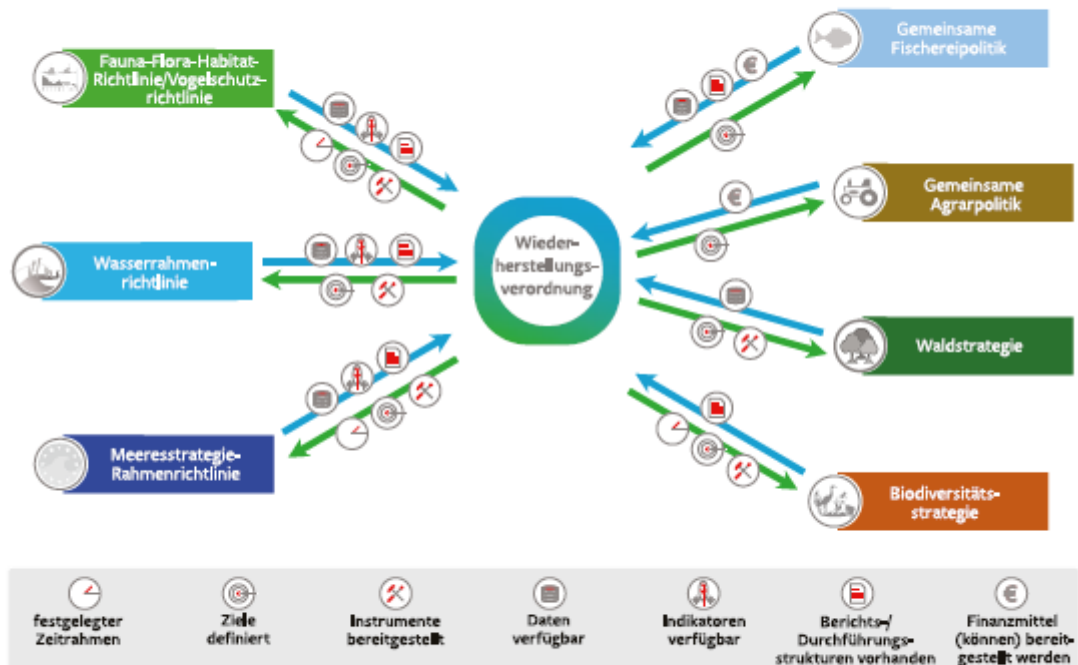 Fauna-Flora-Habitat-
Richtlinie/Vogelschutz-
richtlinie
Wasserrahmen-
richtlinie
Meeresstrategie-
Rahmenrichtlinie
Wieder-
herstellungs-
verordnung
Gemeinsame
Fischereipolitik
Gemeinsame
Agrarpolitik
Waldstrategie
Biodiversitäts-
strategie
festgelegter
Zeitrahmen
Ziele
definiert
Instrumente
bereitgestellt
Daten
verfügbar
Indikatoren
verfügbar
Berichts-/
Durchführungs-
strukturen vorhanden
Finanzmittel
(können) bereit-
gestellt werden